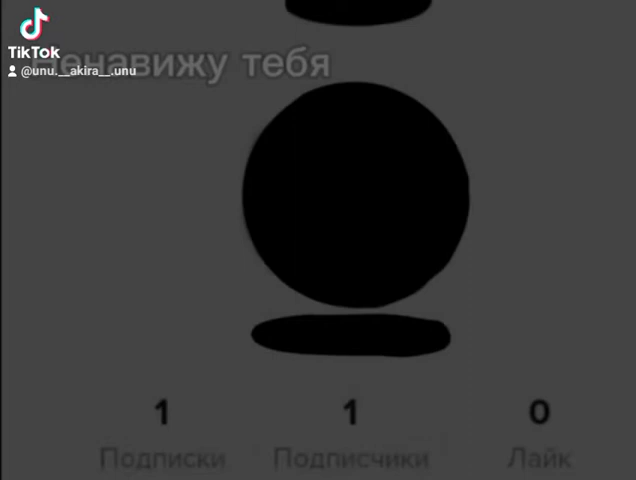 TikTok
Ненавижу тебя
@unu.__akira__.unu
1 1 0
Подписки Подписчики Лайк